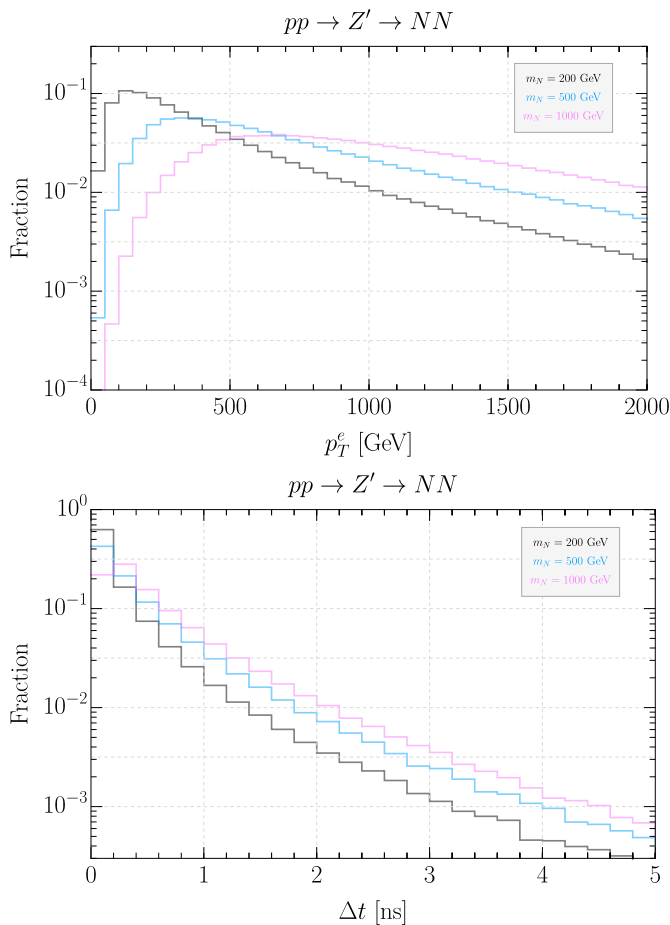 pp → Z′ → NN
10⁻¹
10⁻²
10⁻³
10⁻⁴
Fraction
m_N = 200 GeV
m_N = 500 GeV
m_N = 1000 GeV
0 500 1000 1500 2000
p_T^e [GeV]
pp → Z′ → NN
10⁰
10⁻¹
10⁻²
10⁻³
Fraction
m_N = 200 GeV
m_N = 500 GeV
m_N = 1000 GeV
0 1 2 3 4 5
Δt [ns]